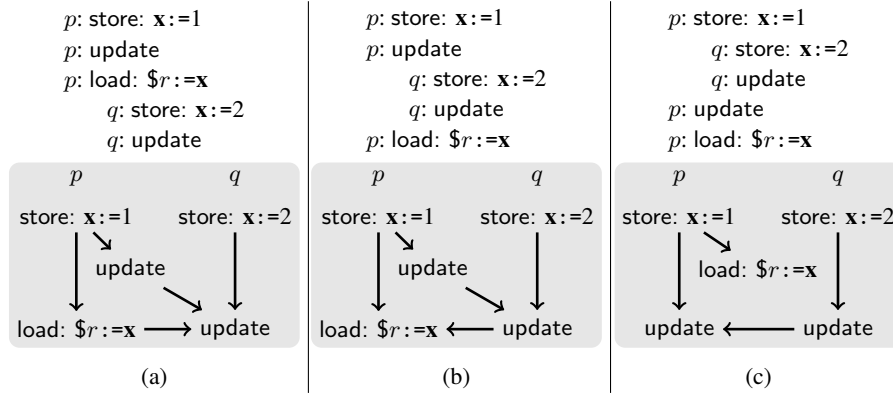 p: store: x:=1
p: update
p: load: $r:=x
q: store: x:=2
q: update
p q
store: x:=1 store: x:=2
update
load: $r:=x update
(a)
p: store: x:=1
p: update
q: store: x:=2
q: update
p: load: $r:=x
p q
store: x:=1 store: x:=2
update
load: $r:=x update
(b)
p: store: x:=1
q: store: x:=2
q: update
p: update
p: load: $r:=x
p q
store: x:=1 store: x:=2
load: $r:=x
update update
(c)